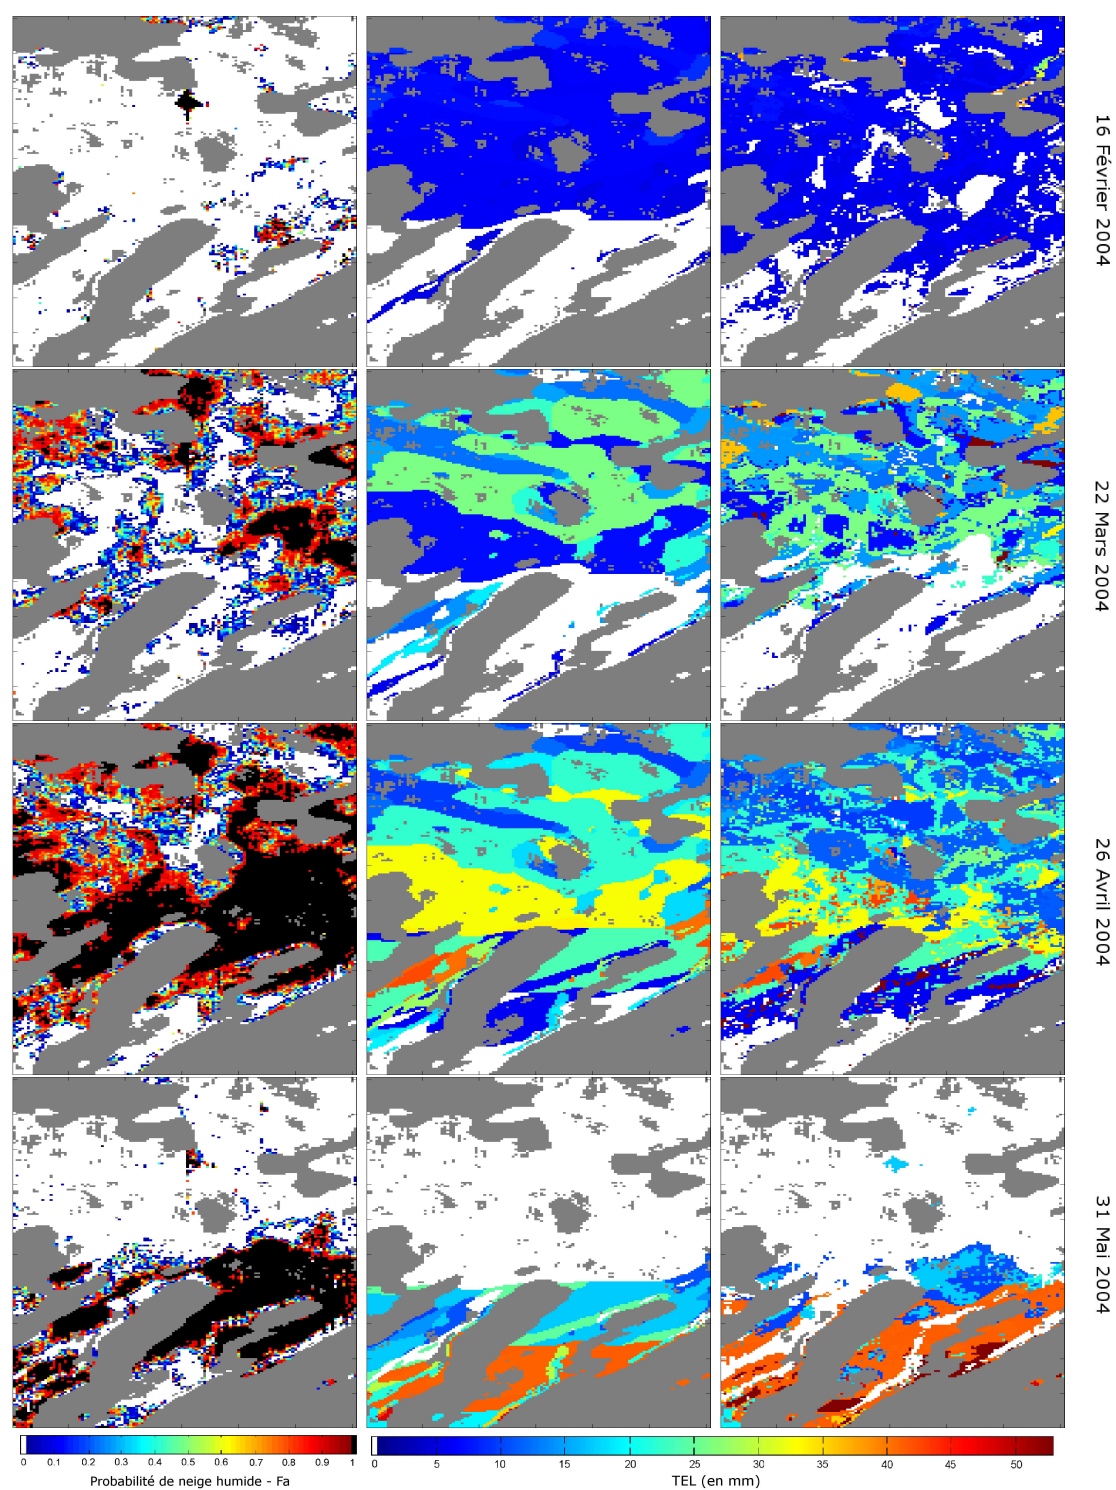 16 Février 2004
22 Mars 2004
26 Avril 2004
31 Mai 2004
0 0.1 0.2 0.3 0.4 0.5 0.6 0.7 0.8 0.9 1
Probabilité de neige humide - Fa
0 5 10 15 20 25 30 35 40 45 50
TEL (en mm)